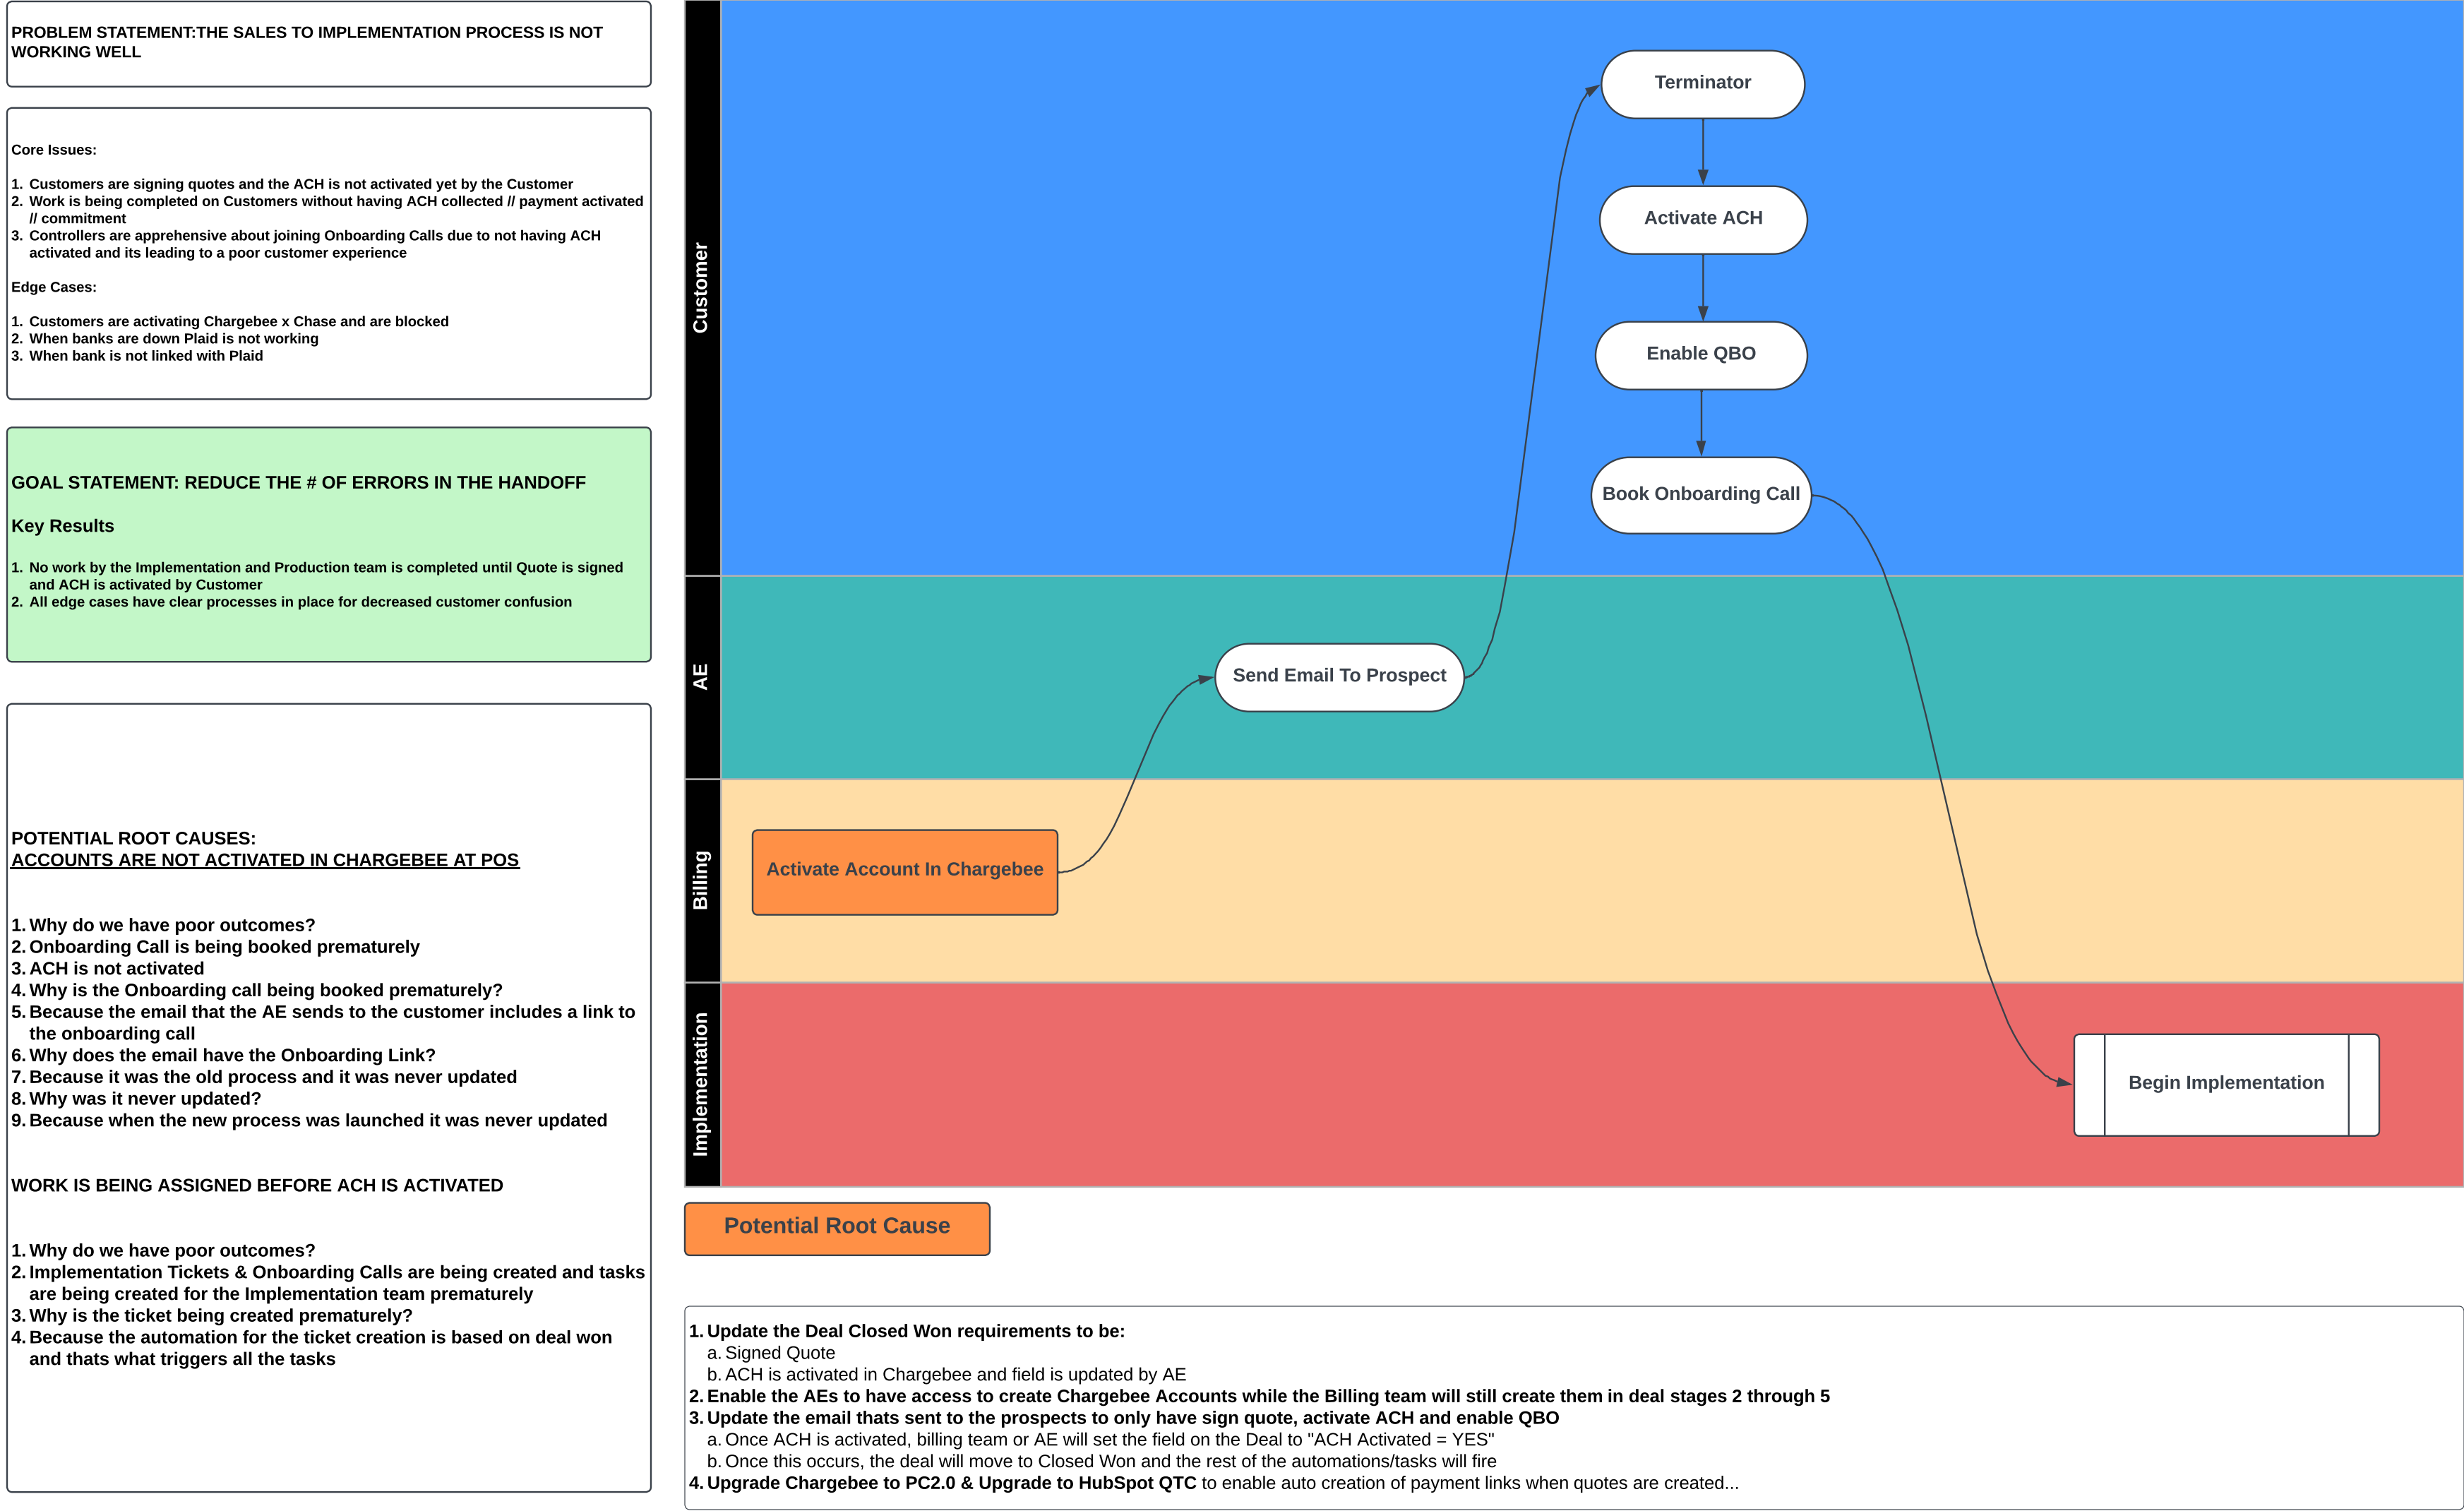 PROBLEM STATEMENT:THE SALES TO IMPLEMENTATION PROCESS IS NOT
WORKING WELL
Core Issues:
1. Customers are signing quotes and the ACH is not activated yet by the Customer
2. Work is being completed on Customers without having ACH collected // payment activated
// commitment
3. Controllers are apprehensive about joining Onboarding Calls due to not having ACH
activated and its leading to a poor customer experience
Edge Cases:
1. Customers are activating Chargebee x Chase and are blocked
2. When banks are down Plaid is not working
3. When bank is not linked with Plaid
GOAL STATEMENT: REDUCE THE # OF ERRORS IN THE HANDOFF
Key Results
1. No work by the Implementation and Production team is completed until Quote is signed
and ACH is activated by Customer
2. All edge cases have clear processes in place for decreased customer confusion
POTENTIAL ROOT CAUSES:
ACCOUNTS ARE NOT ACTIVATED IN CHARGEBEE AT POS
1. Why do we have poor outcomes?
2. Onboarding Call is being booked prematurely
3. ACH is not activated
4. Why is the Onboarding call being booked prematurely?
5. Because the email that the AE sends to the customer includes a link to
the onboarding call
6. Why does the email have the Onboarding Link?
7. Because it was the old process and it was never updated
8. Why was it never updated?
9. Because when the new process was launched it was never updated
WORK IS BEING ASSIGNED BEFORE ACH IS ACTIVATED
1. Why do we have poor outcomes?
2. Implementation Tickets & Onboarding Calls are being created and tasks
are being created for the Implementation team prematurely
3. Why is the ticket being created prematurely?
4. Because the automation for the ticket creation is based on deal won
and thats what triggers all the tasks
Customer
Terminator
Activate ACH
Enable QBO
Book Onboarding Call
AE
Send Email To Prospect
Billing
Activate Account In Chargebee
Implementation
Begin Implementation
Potential Root Cause
1. Update the Deal Closed Won requirements to be:
a. Signed Quote
b. ACH is activated in Chargebee and field is updated by AE
2. Enable the AEs to have access to create Chargebee Accounts while the Billing team will still create them in deal stages 2 through 5
3. Update the email thats sent to the prospects to only have sign quote, activate ACH and enable QBO
a. Once ACH is activated, billing team or AE will set the field on the Deal to "ACH Activated = YES"
b. Once this occurs, the deal will move to Closed Won and the rest of the automations/tasks will fire
4. Upgrade Chargebee to PC2.0 & Upgrade to HubSpot QTC to enable auto creation of payment links when quotes are created...